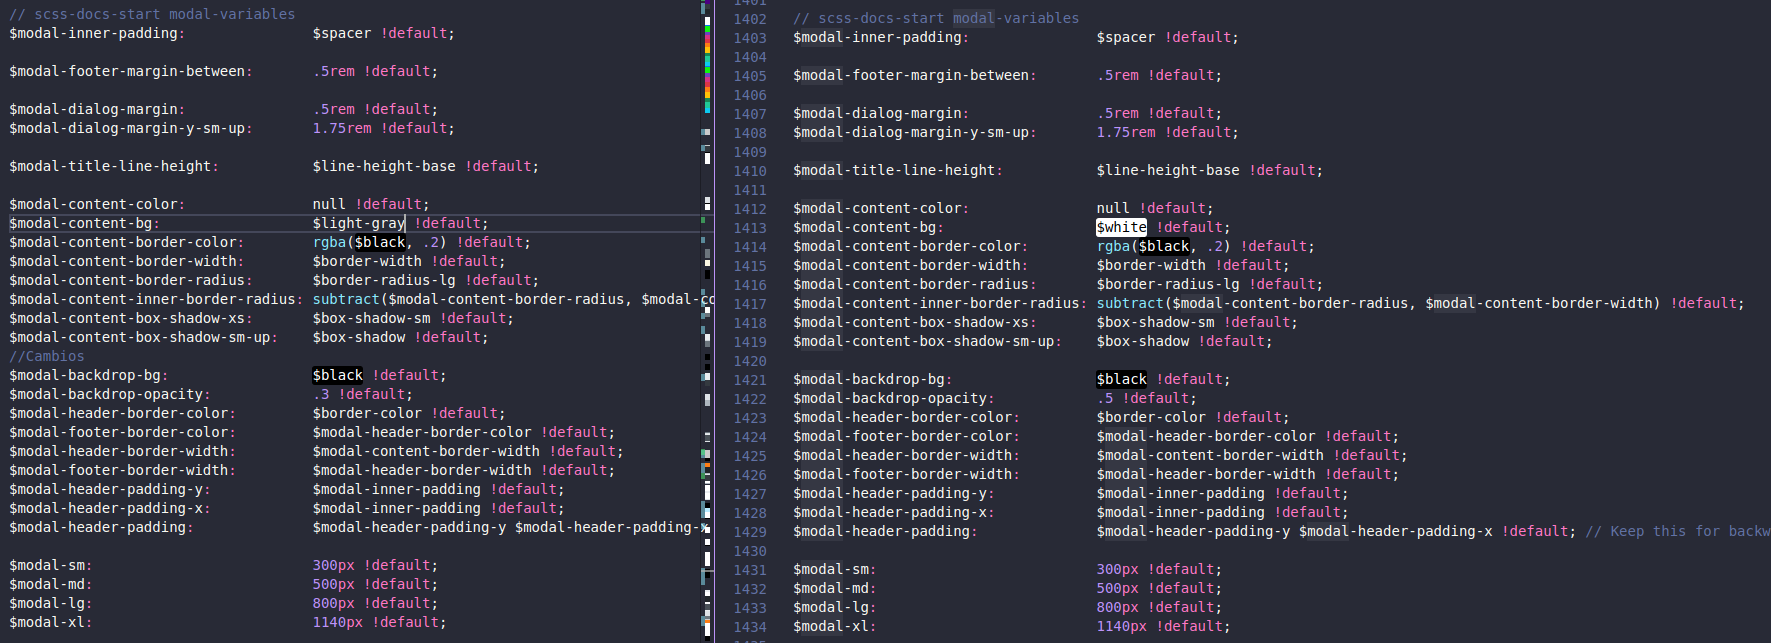 // scss-docs-start modal-variables
$modal-inner-padding: $spacer !default;
$modal-footer-margin-between: .5rem !default;
$modal-dialog-margin: .5rem !default;
$modal-dialog-margin-y-sm-up: 1.75rem !default;
$modal-title-line-height: $line-height-base !default;
$modal-content-color: null !default;
$modal-content-bg: $light-gray !default;
$modal-content-border-color: rgba($black, .2) !default;
$modal-content-border-width: $border-width !default;
$modal-content-border-radius: $border-radius-lg !default;
$modal-content-inner-border-radius: subtract($modal-content-border-radius, $modal-co
$modal-content-box-shadow-xs: $box-shadow-sm !default;
$modal-content-box-shadow-sm-up: $box-shadow !default;
//Cambios
$modal-backdrop-bg: $black !default;
$modal-backdrop-opacity: .3 !default;
$modal-header-border-color: $border-color !default;
$modal-footer-border-color: $modal-header-border-color !default;
$modal-header-border-width: $modal-content-border-width !default;
$modal-footer-border-width: $modal-header-border-width !default;
$modal-header-padding-y: $modal-inner-padding !default;
$modal-header-padding-x: $modal-inner-padding !default;
$modal-header-padding: $modal-header-padding-y $modal-header-padding-x
$modal-sm: 300px !default;
$modal-md: 500px !default;
$modal-lg: 800px !default;
$modal-xl: 1140px !default;
1401
1402 // scss-docs-start modal-variables
1403 $modal-inner-padding: $spacer !default;
1404
1405 $modal-footer-margin-between: .5rem !default;
1406
1407 $modal-dialog-margin: .5rem !default;
1408 $modal-dialog-margin-y-sm-up: 1.75rem !default;
1409
1410 $modal-title-line-height: $line-height-base !default;
1411
1412 $modal-content-color: null !default;
1413 $modal-content-bg: $white !default;
1414 $modal-content-border-color: rgba($black, .2) !default;
1415 $modal-content-border-width: $border-width !default;
1416 $modal-content-border-radius: $border-radius-lg !default;
1417 $modal-content-inner-border-radius: subtract($modal-content-border-radius, $modal-content-border-width) !default;
1418 $modal-content-box-shadow-xs: $box-shadow-sm !default;
1419 $modal-content-box-shadow-sm-up: $box-shadow !default;
1420
1421 $modal-backdrop-bg: $black !default;
1422 $modal-backdrop-opacity: .5 !default;
1423 $modal-header-border-color: $border-color !default;
1424 $modal-footer-border-color: $modal-header-border-color !default;
1425 $modal-header-border-width: $modal-content-border-width !default;
1426 $modal-footer-border-width: $modal-header-border-width !default;
1427 $modal-header-padding-y: $modal-inner-padding !default;
1428 $modal-header-padding-x: $modal-inner-padding !default;
1429 $modal-header-padding: $modal-header-padding-y $modal-header-padding-x !default; // Keep this for backw
1430
1431 $modal-sm: 300px !default;
1432 $modal-md: 500px !default;
1433 $modal-lg: 800px !default;
1434 $modal-xl: 1140px !default;